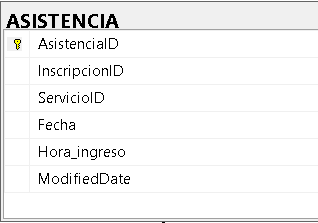 ASISTENCIA
AsistenciaID
InscripcionID
ServicioID
Fecha
Hora_ingreso
ModifiedDate